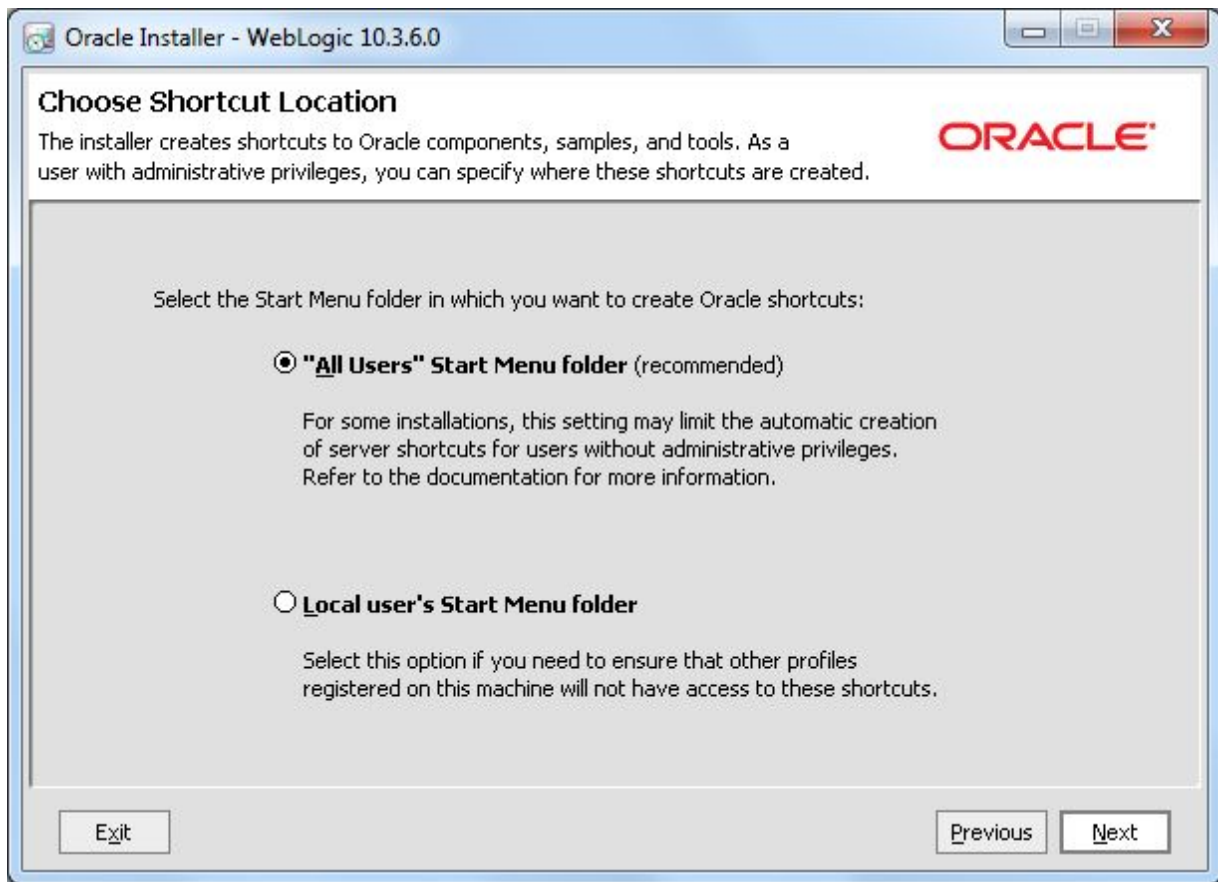 Oracle Installer - WebLogic 10.3.6.0
Choose Shortcut Location
The installer creates shortcuts to Oracle components, samples, and tools. As a
user with administrative privileges, you can specify where these shortcuts are created.
ORACLE
Select the Start Menu folder in which you want to create Oracle shortcuts:
"All Users" Start Menu folder (recommended)
For some installations, this setting may limit the automatic creation
of server shortcuts for users without administrative privileges.
Refer to the documentation for more information.
Local user's Start Menu folder
Select this option if you need to ensure that other profiles
registered on this machine will not have access to these shortcuts.
Exit
Previous
Next